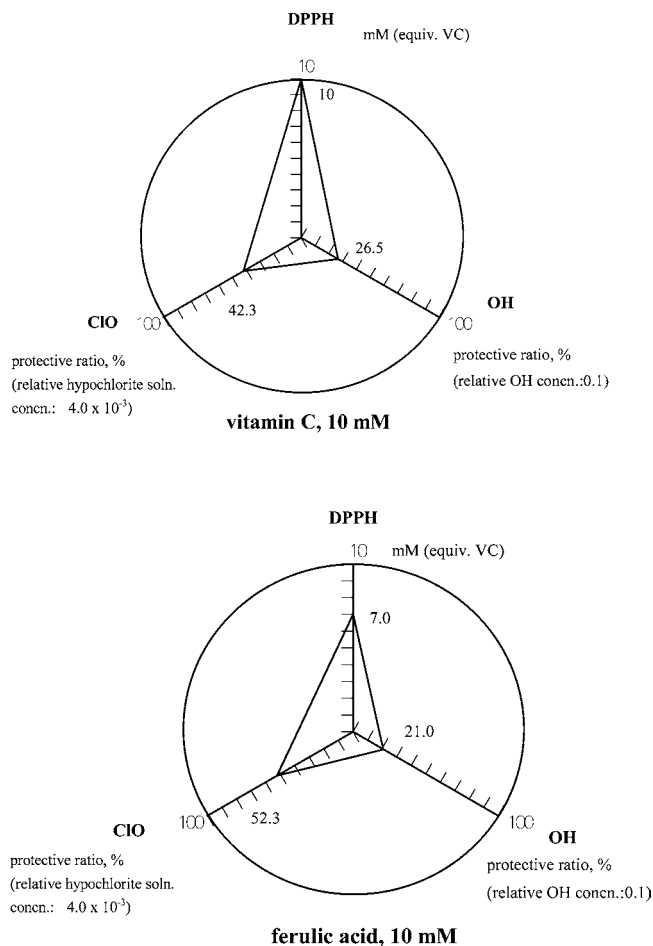 DPPH
mM (equiv. VC)
10
10
26.5
42.3
OH
ClO
100
100
protective ratio, %
(relative hypochlorite soln.
concn.: 4.0 x 10⁻³)
protective ratio, %
(relative OH concn.:0.1)
vitamin C, 10 mM
DPPH
10 mM (equiv. VC)
7.0
21.0
52.3
ClO
100
100
OH
protective ratio, %
(relative hypochlorite soln.
concn.: 4.0 x 10⁻³)
protective ratio, %
(relative OH concn.:0.1)
ferulic acid, 10 mM